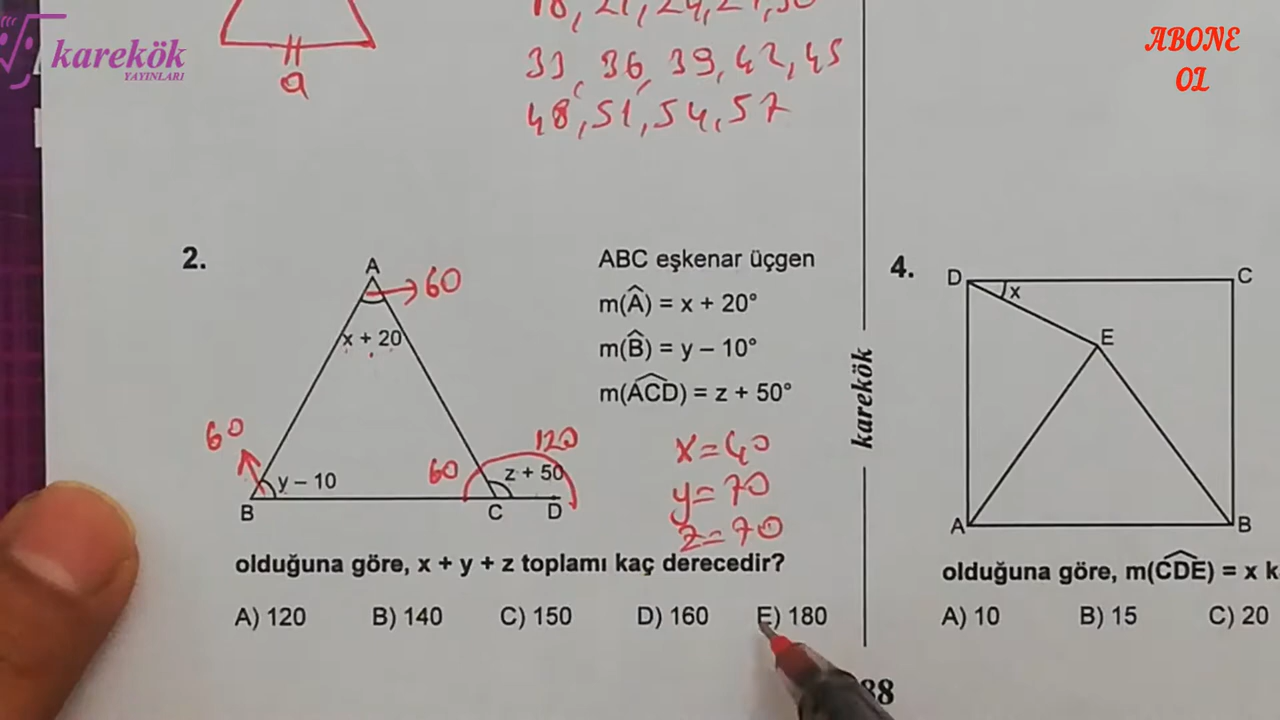 karekök
YAYINLARI
ABONE
OL
a
33, 36, 39, 42, 45
48, 51, 54, 57
2.
A
60
x + 20
60
y – 10
60
120
z + 50
B
C
D
ABC eşkenar üçgen
m(Â) = x + 20°
m(B̂) = y – 10°
m(ACD) = z + 50°
x=40
y=70
z=70
olduğuna göre, x + y + z toplamı kaç derecedir?
A) 120 B) 140 C) 150 D) 160 E) 180
karekök
4.
D
C
x
E
A
B
olduğuna göre, m(CDE) = x k
A) 10 B) 15 C) 20
88